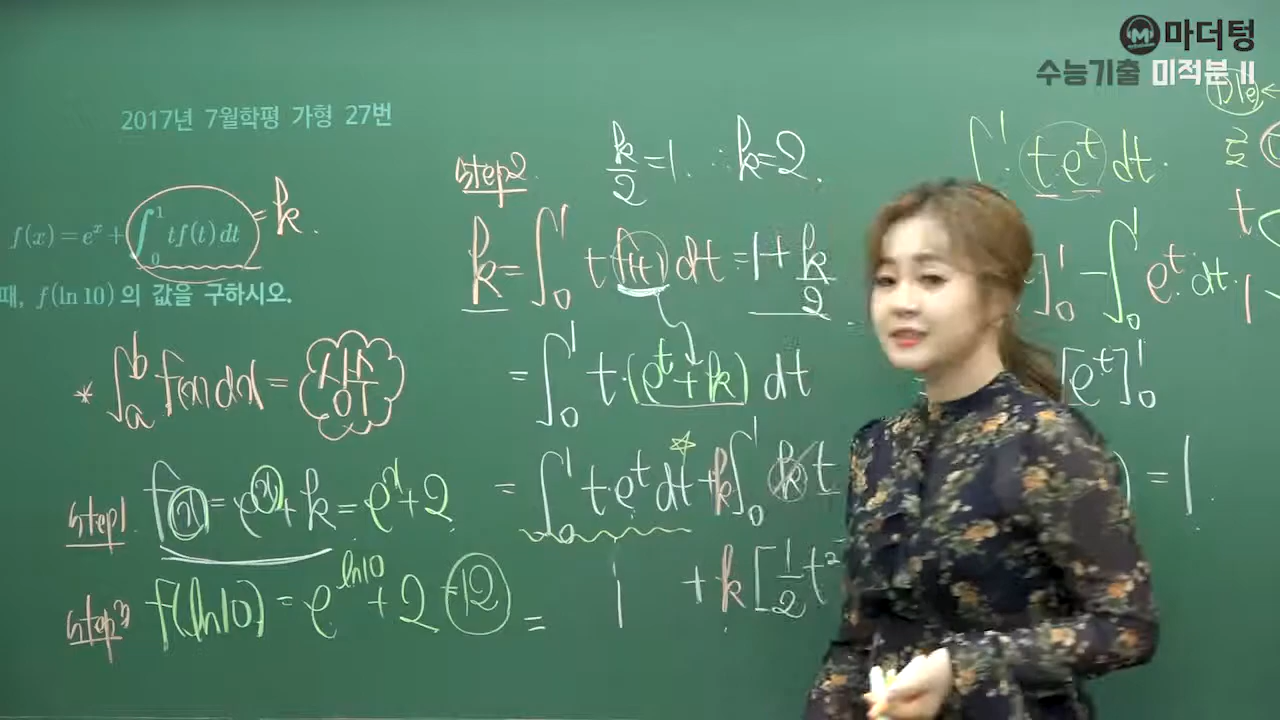 마더텅
수능기출 미적분 II
2017년 7월학평 가형 27번
f(x) = e^x + ∫_0^1 tf(t) dt = k.
때, f(ln 10) 의 값을 구하시오.
* ∫_a^b f(x) dx = 상수
step1 f(x) = e^x + k = e^x + 2
step3 f(ln10) = e^{ln10} + 2 = 12
step2. k/2 = 1. ∴ k = 2.
k = ∫_0^1 t f(t) dt = 1 + k/2
= ∫_0^1 t·(e^t + k) dt
= ∫_0^1 t·e^t dt + k∫_0^1 k t
= 1 + k[1/2 t^2
∫ ^1 t·e^t dt.
]_0^1 - ∫_0^1 e^t dt.
[e^t]_0^1
) = 1.
t
1